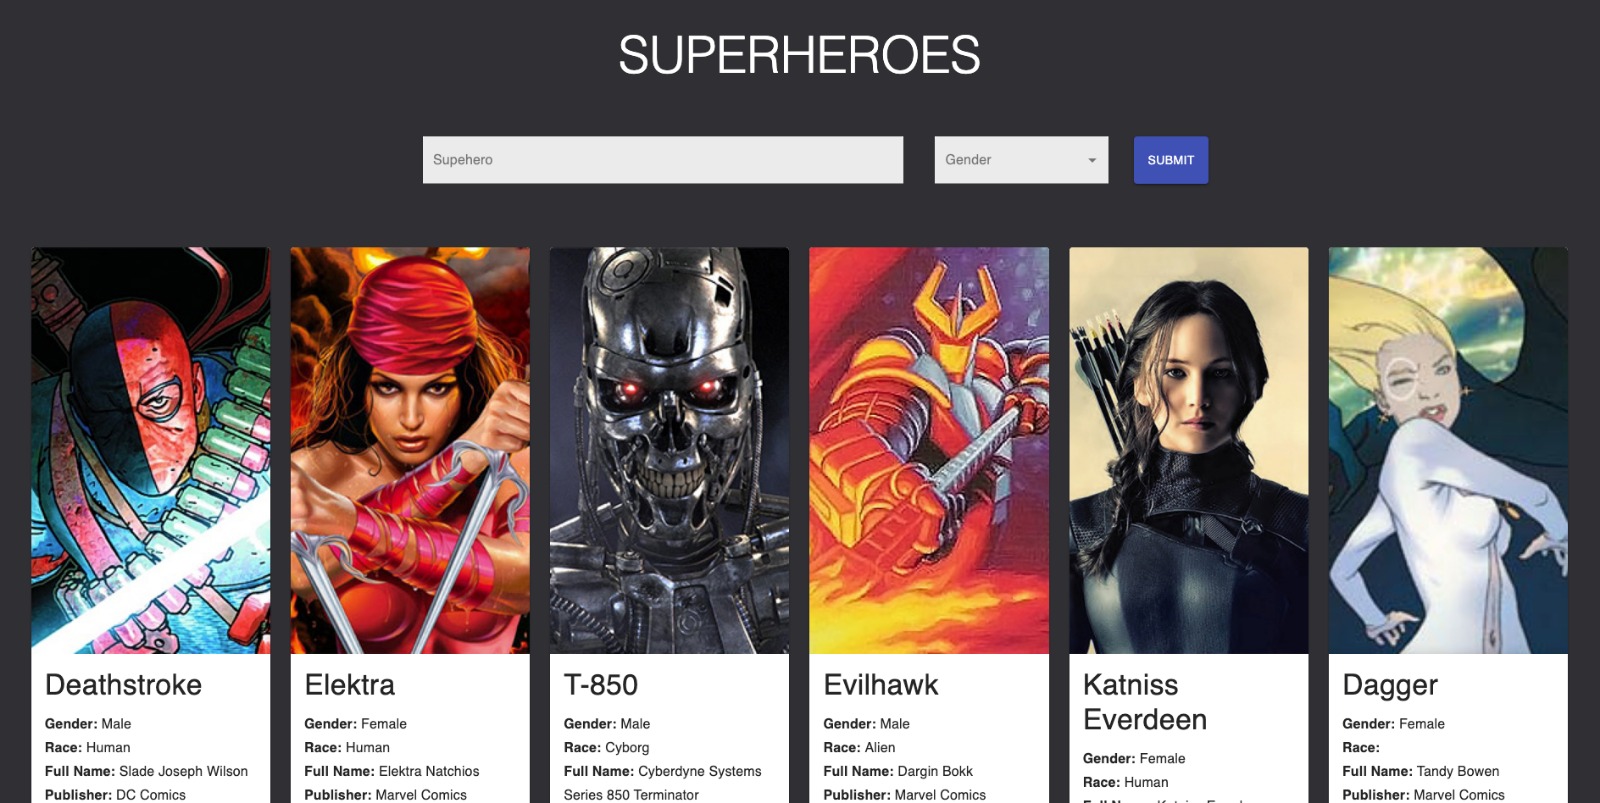 SUPERHEROES
Supehero
Gender
SUBMIT
Deathstroke
Gender: Male
Race: Human
Full Name: Slade Joseph Wilson
Publisher: DC Comics
Elektra
Gender: Female
Race: Human
Full Name: Elektra Natchios
Publisher: Marvel Comics
T-850
Gender: Male
Race: Cyborg
Full Name: Cyberdyne Systems
Series 850 Terminator
Evilhawk
Gender: Male
Race: Alien
Full Name: Dargin Bokk
Publisher: Marvel Comics
Katniss
Everdeen
Gender: Female
Race: Human
Dagger
Gender: Female
Race:
Full Name: Tandy Bowen
Publisher: Marvel Comics